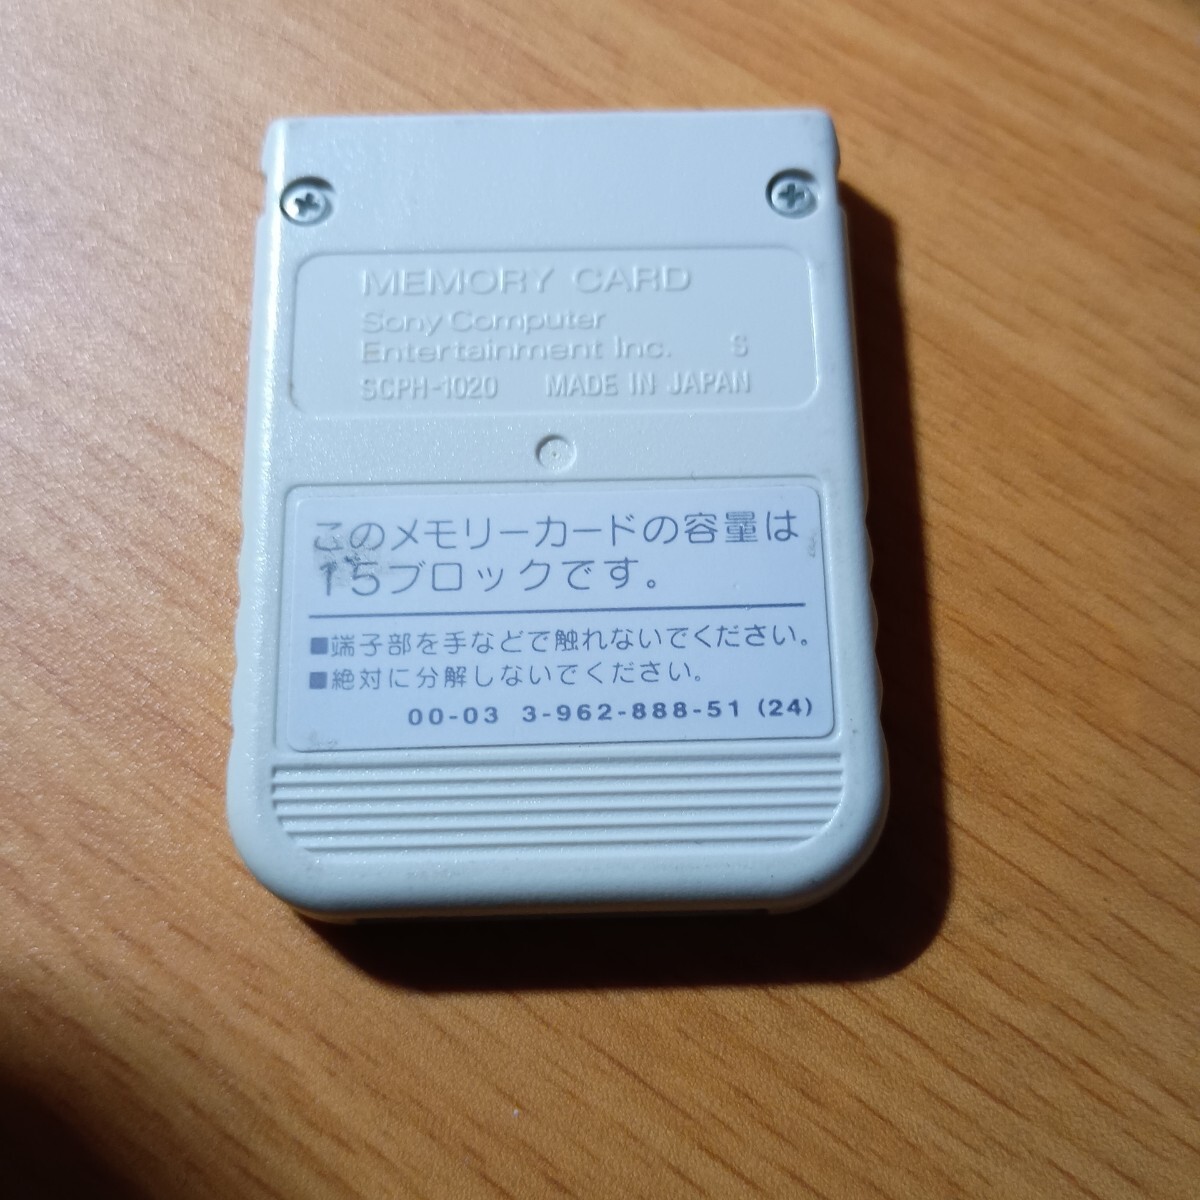 MEMORY CARD
Sony Computer
Entertainment Inc. S
SCPH-1020 MADE IN JAPAN
このメモリーカードの容量は
15ブロックです。
■端子部を手などで触れないでください。
■絶対に分解しないでください。
00-03 3-962-888-51 (24)